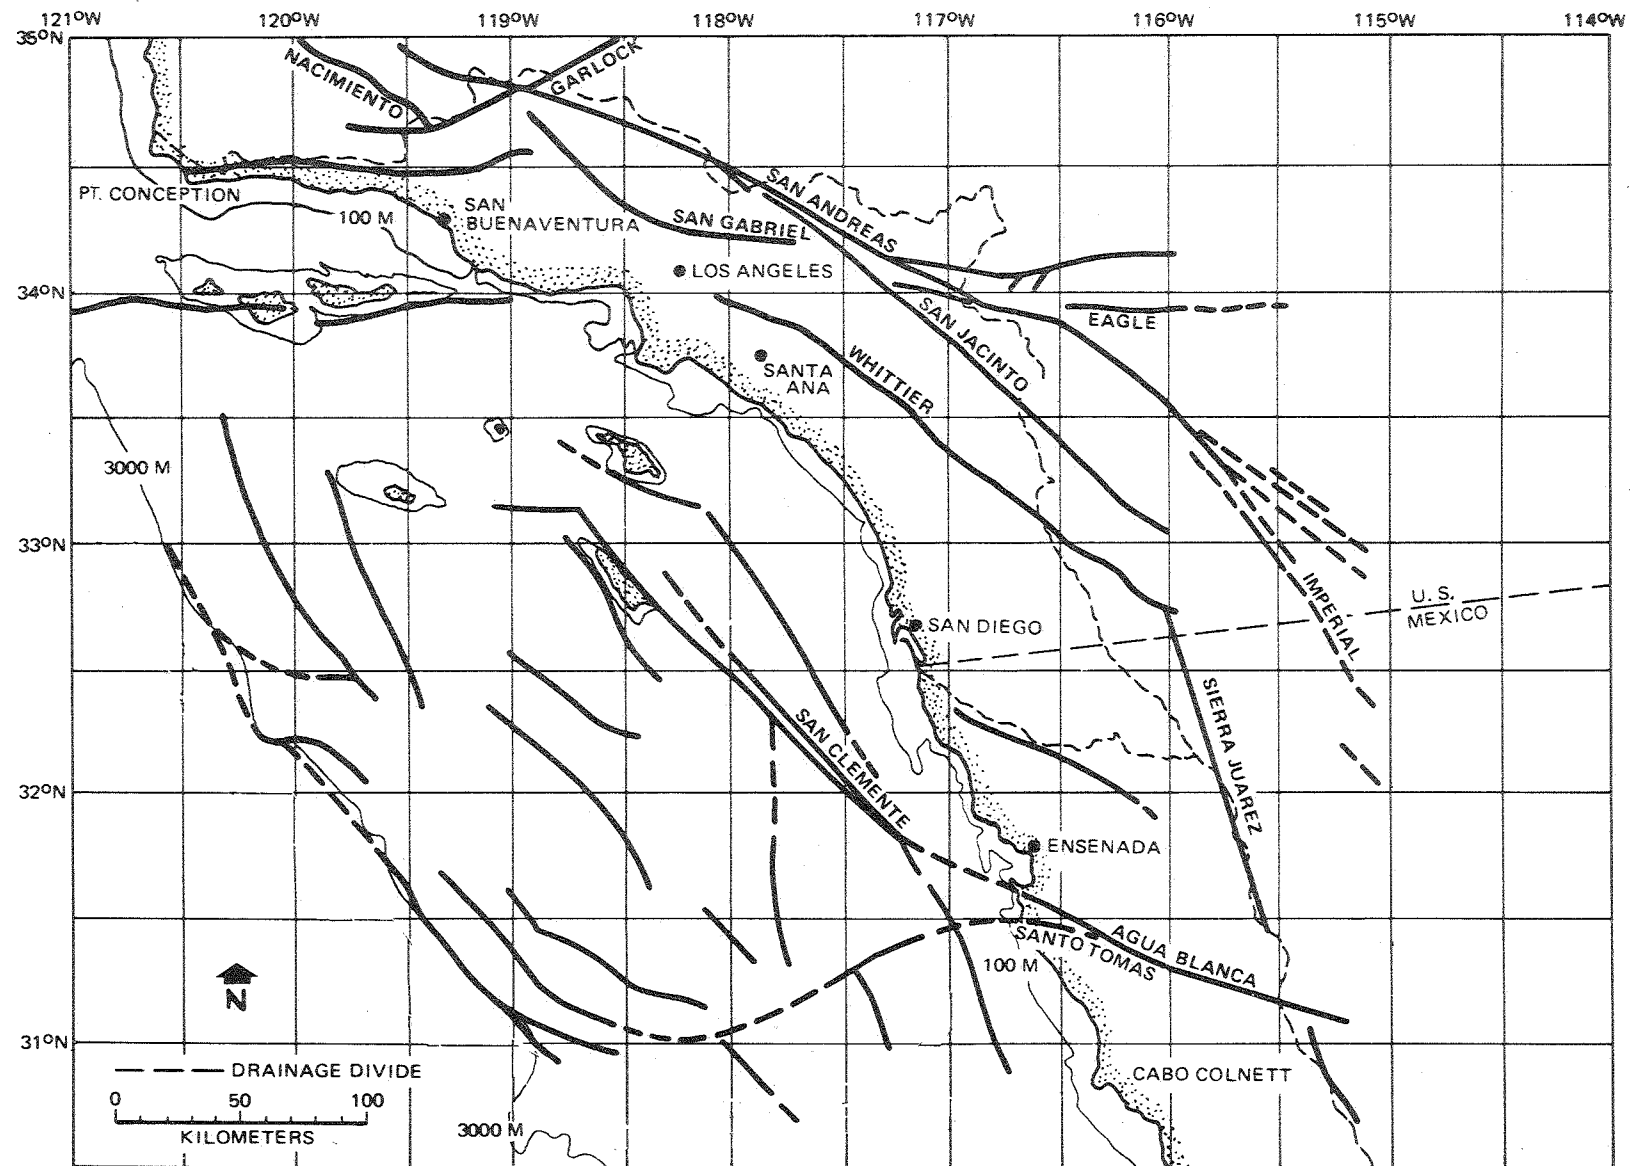 121°W 120°W 119°W 118°W 117°W 116°W 115°W 114°W
35°N
NACIMIENTO
GARLOCK
PT. CONCEPTION
100 M
SAN
BUENAVENTURA
SAN GABRIEL
SAN ANDREAS
LOS ANGELES
34°N
EAGLE
SAN JACINTO
WHITTIER
SANTA
ANA
3000 M
33°N
IMPERIAL
U. S.
MEXICO
SAN DIEGO
SIERRA JUAREZ
SAN CLEMENTE
32°N
ENSENADA
AGUA BLANCA
SANTO TOMAS
100 M
N
31°N
DRAINAGE DIVIDE
CABO COLNETT
0 50 100
KILOMETERS
3000 M